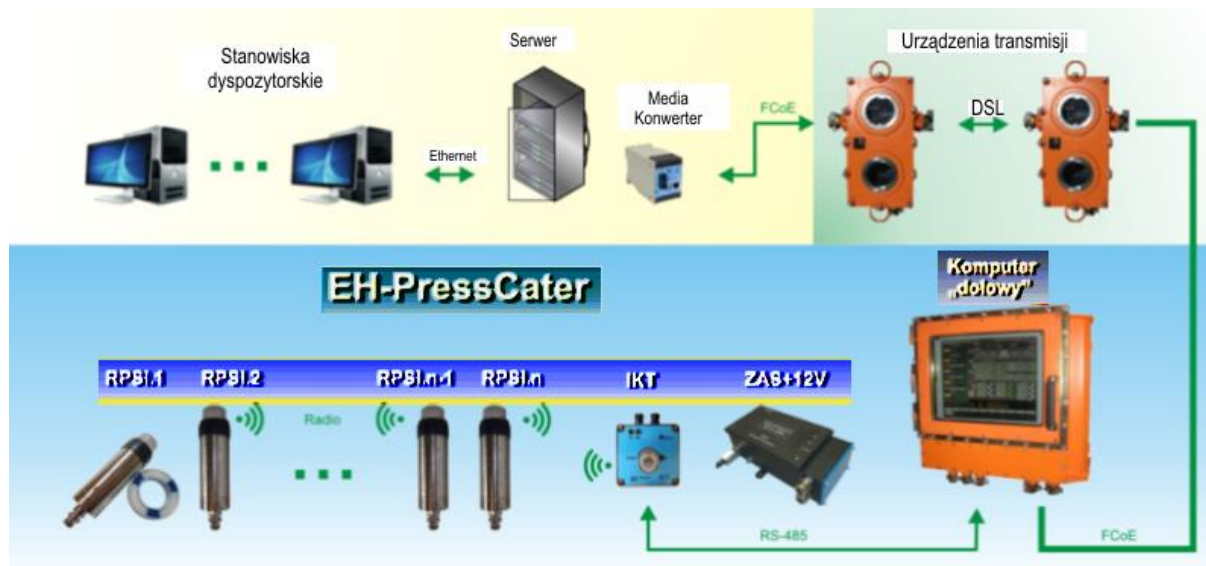 Stanowiska
dyspozytorskie
Serwer
Urządzenia transmisji
Media
Konwerter
FCoE
DSL
Ethernet
EH-PressCater
Komputer
„dołowy”
RPSI.1 RPSI.2 RPSI.n-1 RPSI.n IKT ZAS+12V
Radio
RS-485
FCoE